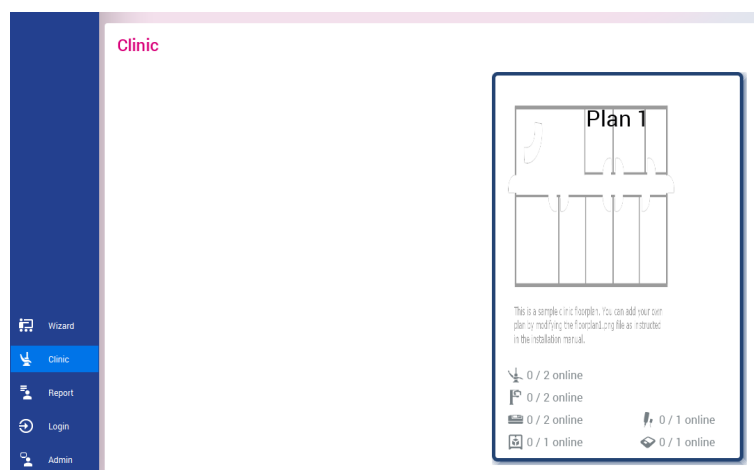 Clinic
Plan 1
This is a sample clinic floorplan. You can add your own
plan by modifying the floorplan1.png file as instructed
in the installation manual.
0 / 2 online
0 / 2 online
0 / 2 online 0 / 1 online
0 / 1 online 0 / 1 online
Wizard
Clinic
Report
Login
Admin